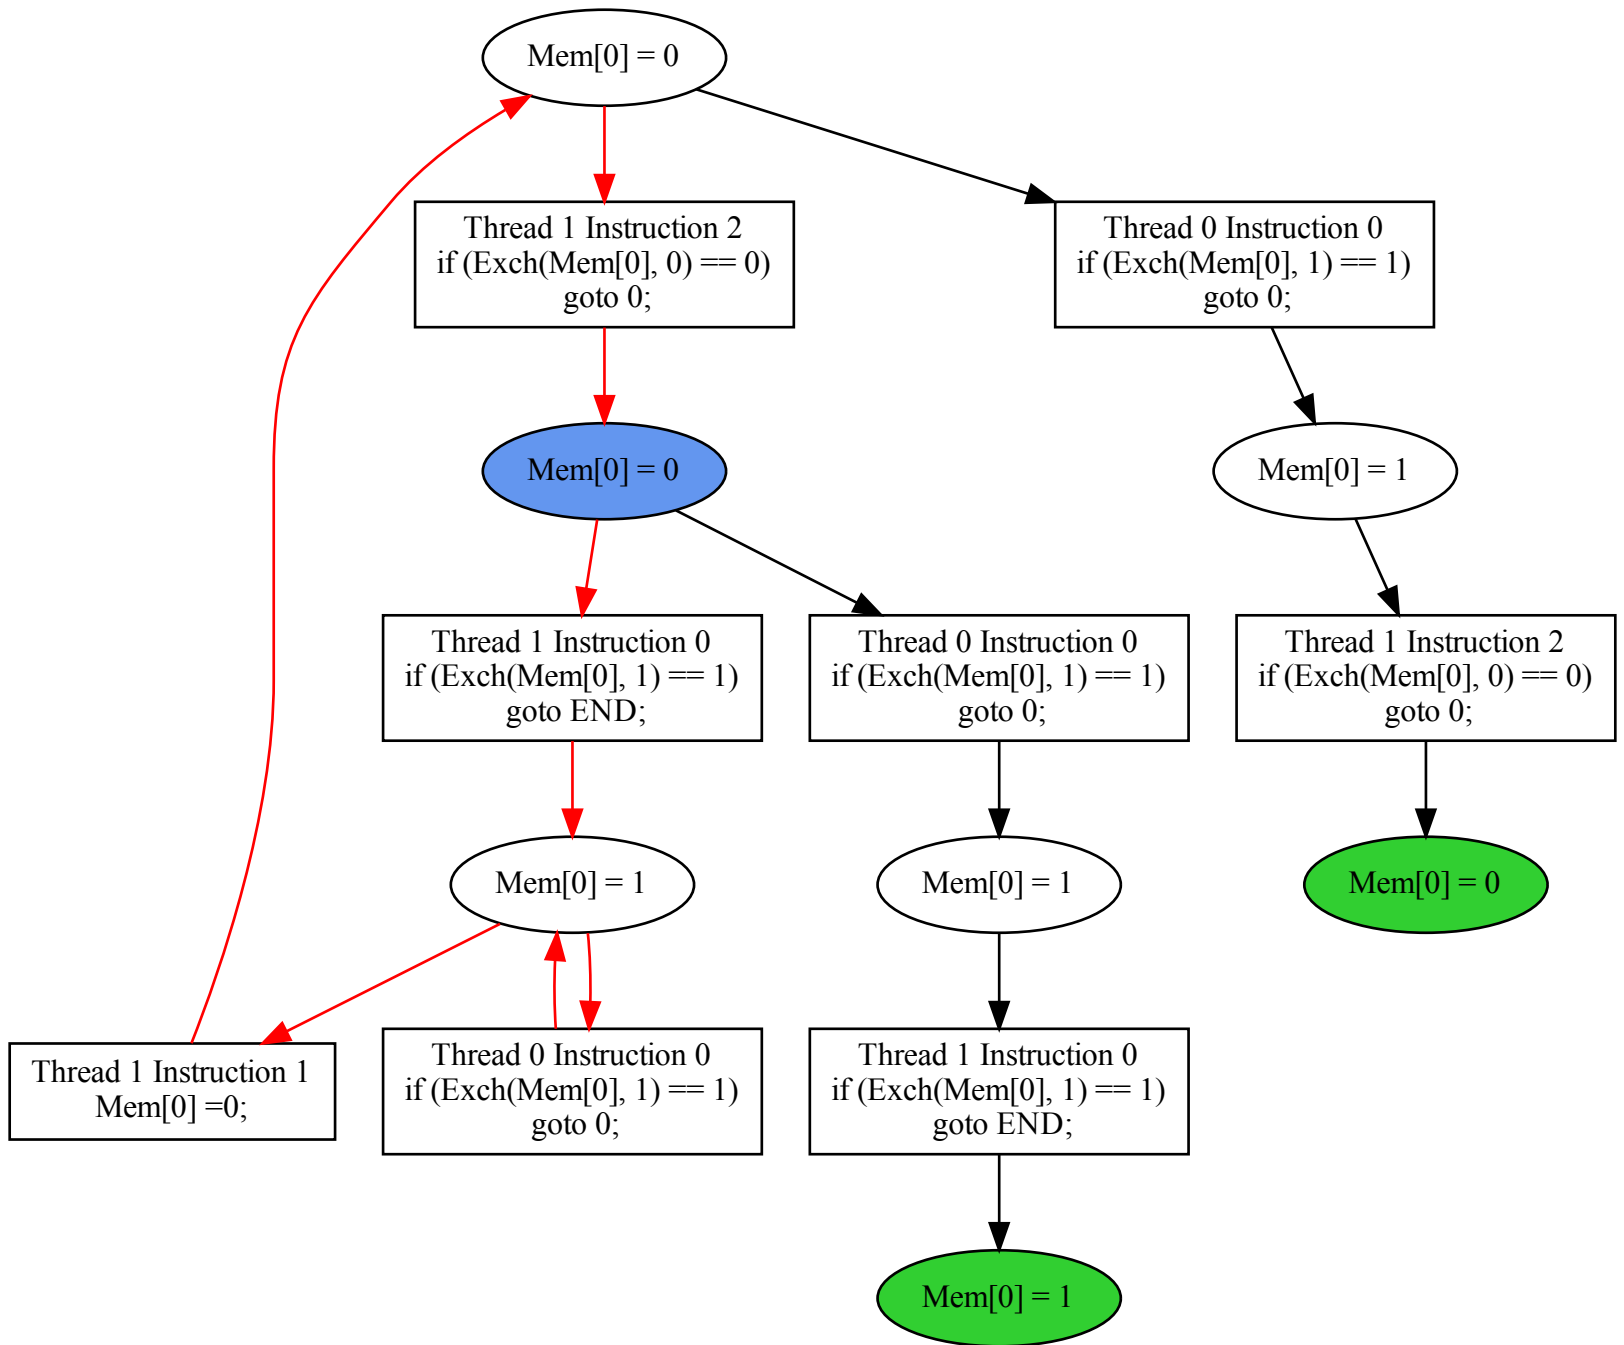 Mem[0] = 0
Thread 1 Instruction 2
if (Exch(Mem[0], 0) == 0)
goto 0;
Thread 0 Instruction 0
if (Exch(Mem[0], 1) == 1)
goto 0;
Mem[0] = 0
Mem[0] = 1
Thread 1 Instruction 0
if (Exch(Mem[0], 1) == 1)
goto END;
Thread 0 Instruction 0
if (Exch(Mem[0], 1) == 1)
goto 0;
Thread 1 Instruction 2
if (Exch(Mem[0], 0) == 0)
goto 0;
Mem[0] = 1
Mem[0] = 1
Mem[0] = 0
Thread 1 Instruction 1
Mem[0] =0;
Thread 0 Instruction 0
if (Exch(Mem[0], 1) == 1)
goto 0;
Thread 1 Instruction 0
if (Exch(Mem[0], 1) == 1)
goto END;
Mem[0] = 1